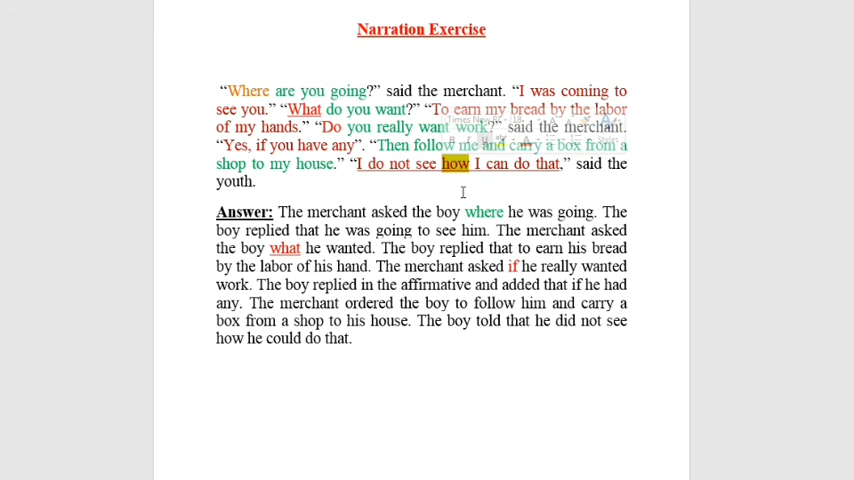 Narration Exercise
“Where are you going?” said the merchant. “I was coming to
see you.” “What do you want?” “To earn my bread by the labor
of my hands.” “Do you really want work?” said the merchant.
“Yes, if you have any”. “Then follow me and carry a box from a
shop to my house.” “I do not see how I can do that,” said the
youth.
Answer: The merchant asked the boy where he was going. The
boy replied that he was going to see him. The merchant asked
the boy what he wanted. The boy replied that to earn his bread
by the labor of his hand. The merchant asked if he really wanted
work. The boy replied in the affirmative and added that if he had
any. The merchant ordered the boy to follow him and carry a
box from a shop to his house. The boy told that he did not see
how he could do that.